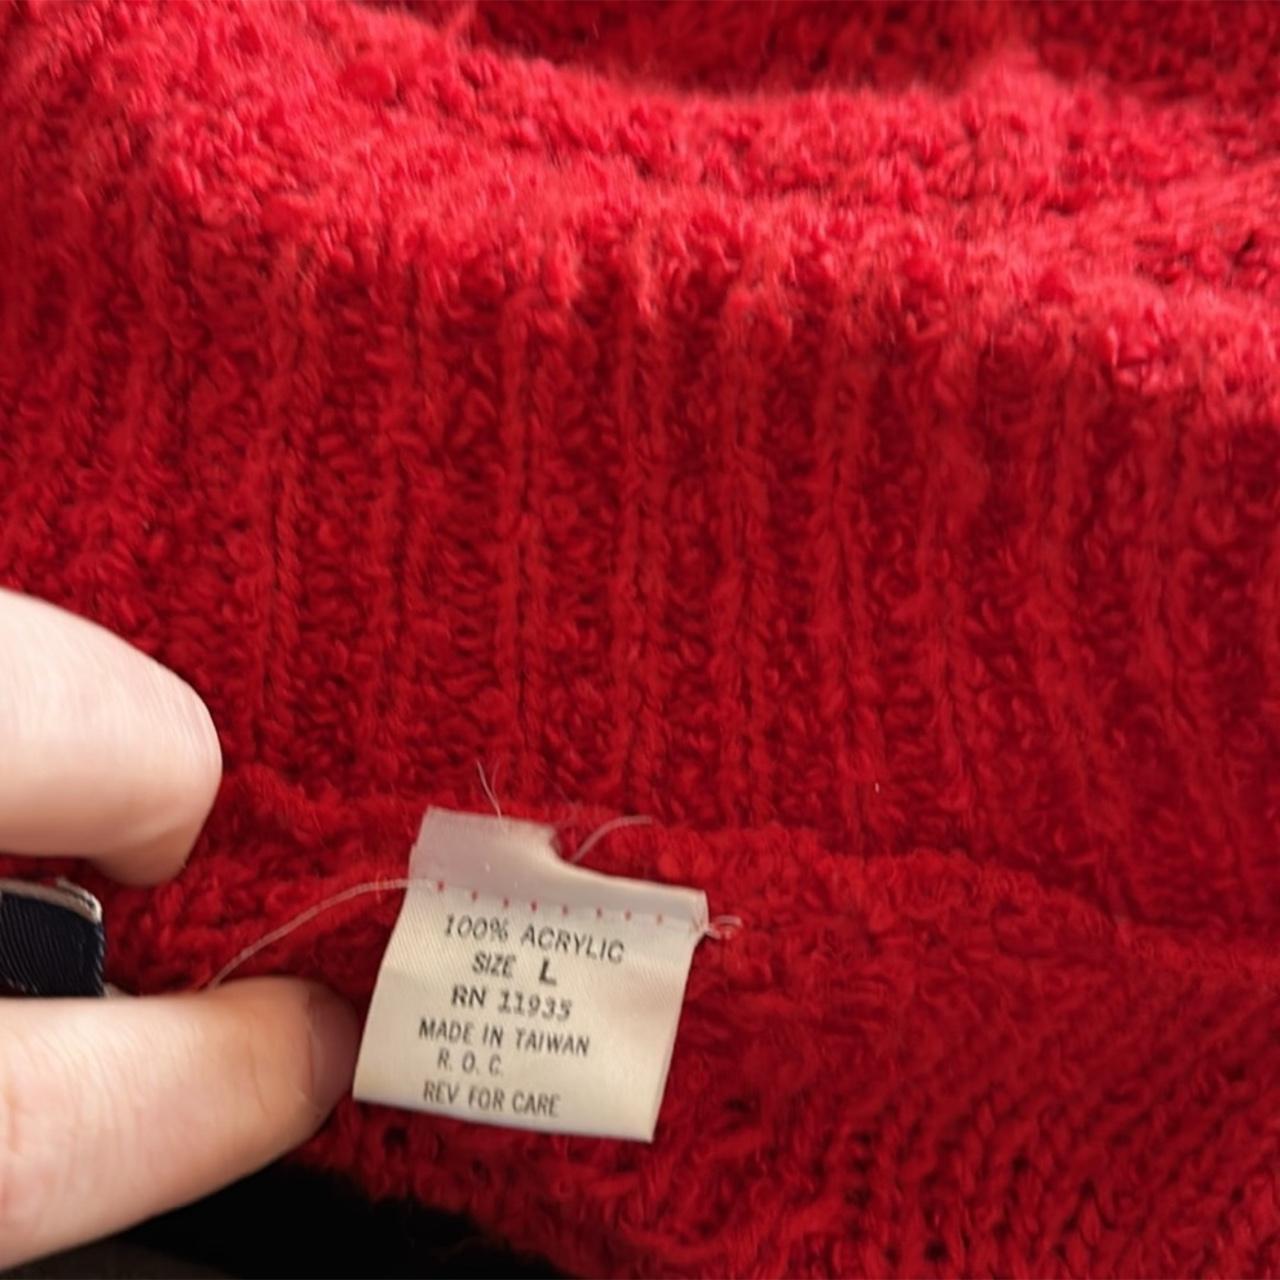 100% ACRYLIC
SIZE L
RN 11935
MADE IN TAIWAN
R. O. C.
REV FOR CARE